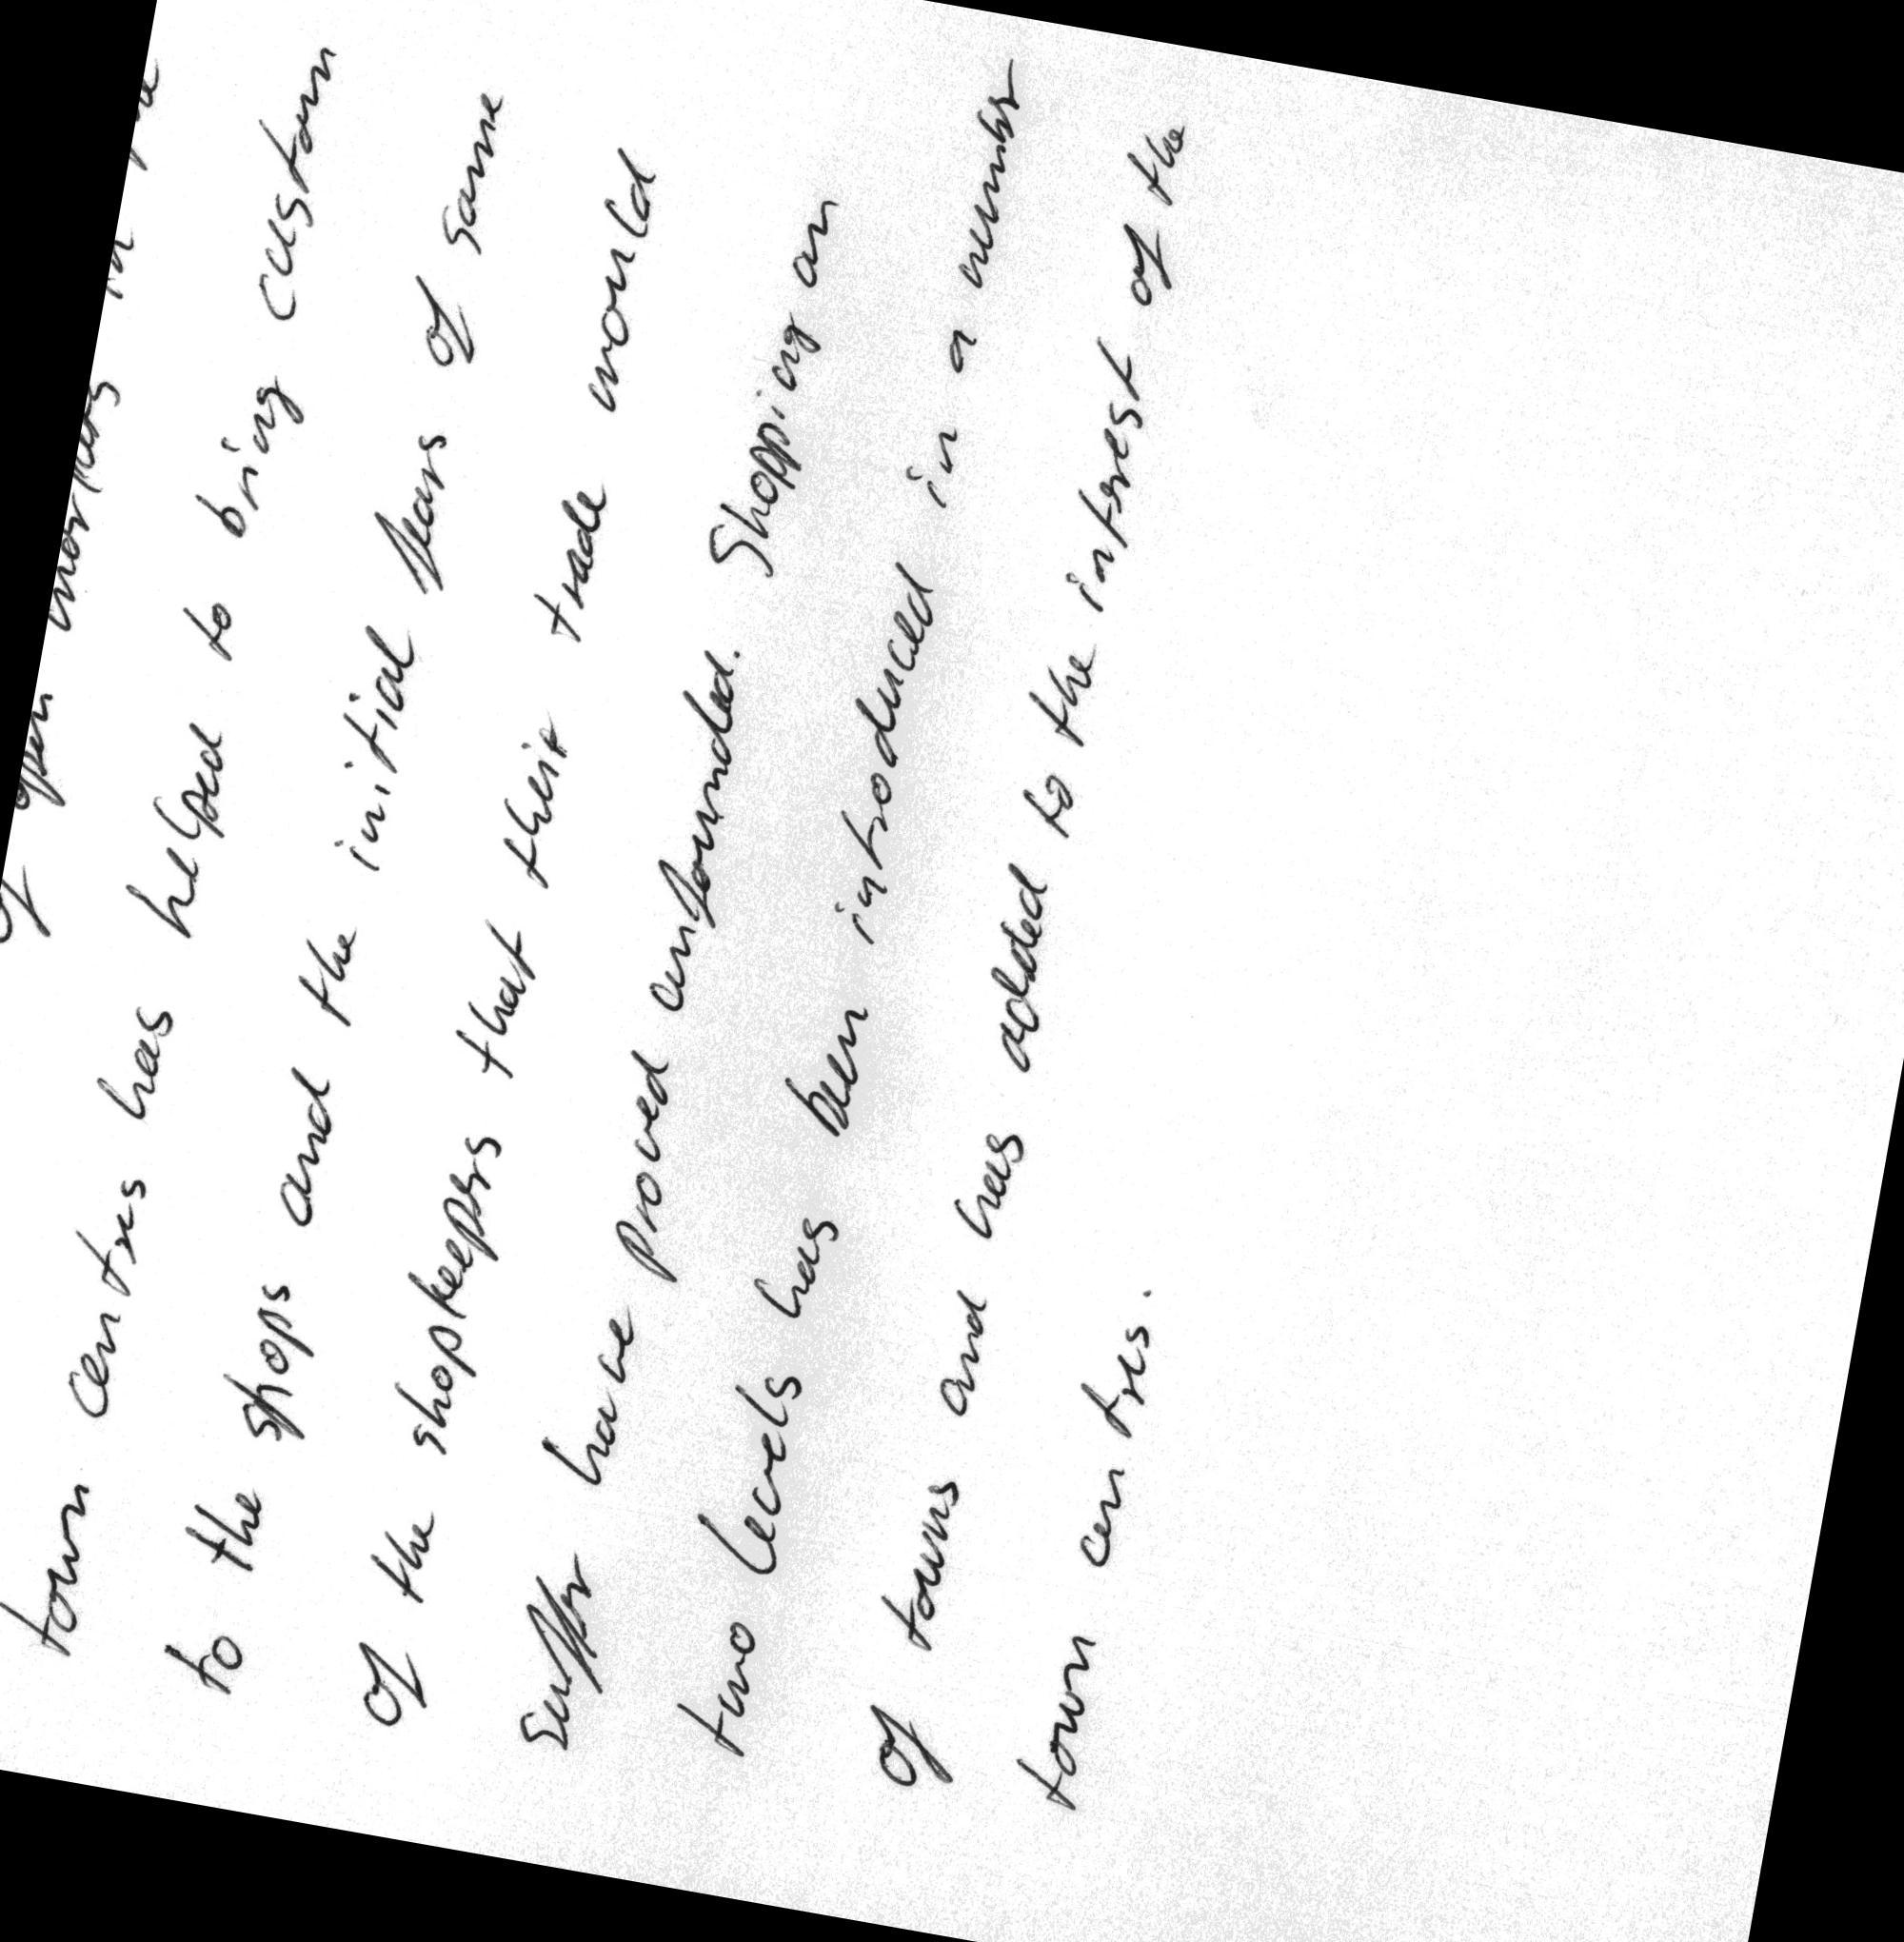 of open markets in the
town centres has helped to bring custom
to the shops and the initial fears of some
of the shopkeepers that their trade would
suffer have proved unfounded. Shopping on
two levels has been introduced in a number
of towns and has added to the interest of the
town centres.